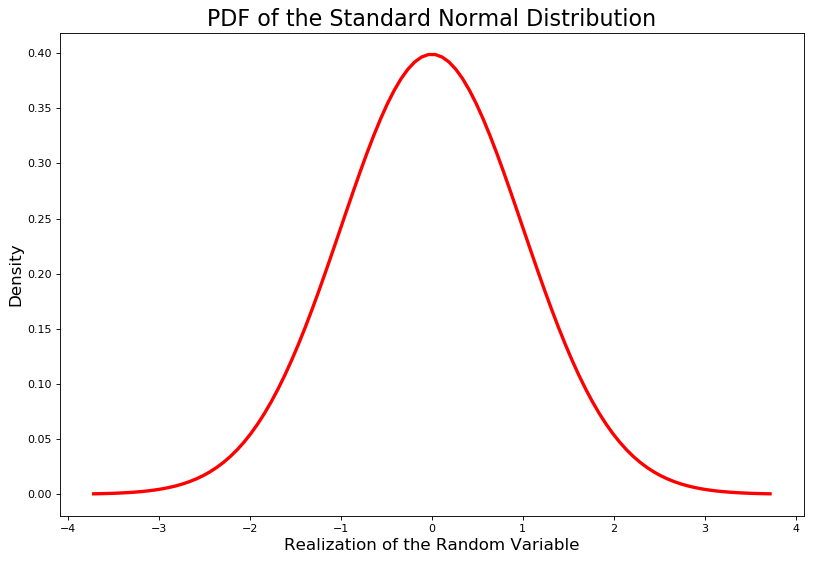 PDF of the Standard Normal Distribution
0.40
0.35
0.30
0.25
0.20
0.15
0.10
0.05
0.00
Density
−4 −3 −2 −1 0 1 2 3 4
Realization of the Random Variable